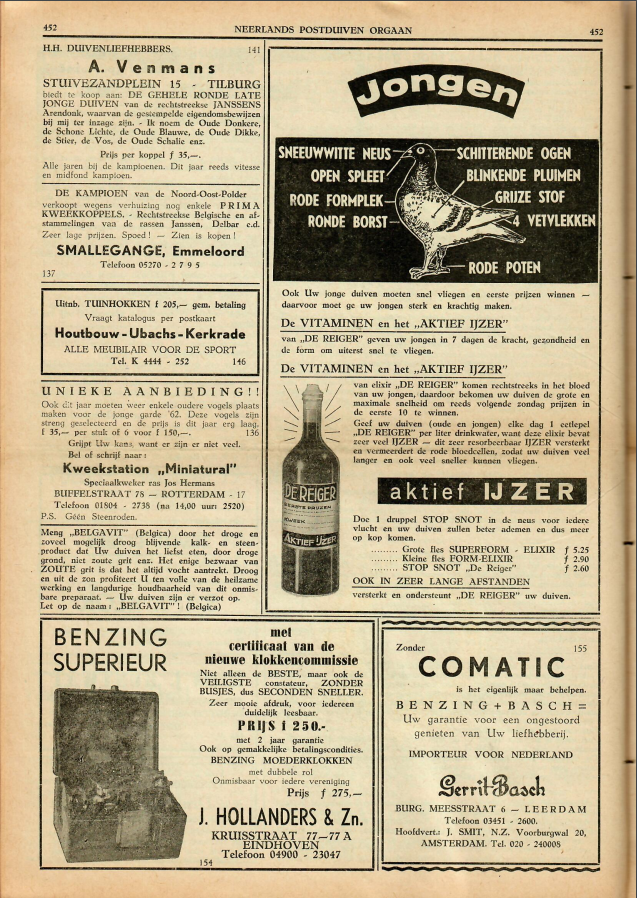 452
NEERLANDS POSTDUIVEN ORGAAN
452
H.H. DUIVENLIEFHEBBERS. 141
A. Venmans
STUIVEZANDPLEIN 15 - TILBURG
biedt te koop aan: DE GEHELE RONDE LATE
JONGE DUIVEN van de rechtstreekse JANSSENS
Arendonk, waarvan de gestempelde eigendomsbewijzen
bij mij ter inzage zijn. - Ik noem de Oude Donkere,
de Schone Lichte, de Oude Blauwe, de Oude Dikke,
de Stier, de Vos, de Oude Schalie enz.
Prijs per koppel f 35,—.
Alle jaren bij de kampioenen. Dit jaar reeds vitesse
en midfond kampioen.
DE KAMPIOEN van de Noord-Oost-Polder
verkoopt wegens verhuizing nog enkele PRIMA
KWEEKKOPPELS. - Rechtstreekse Belgische en af-
stammelingen van de rassen Janssen, Delbar e.d.
Zeer lage prijzen. Spoed! — Zien is kopen!
SMALLEGANGE, Emmeloord
Telefoon 05270 - 2795
137
Uitnb. TUINHOKKEN f 205,— gem. betaling
Vraagt katalogus per postkaart
Houtbouw-Ubachs-Kerkrade
ALLE MEUBILAIR VOOR DE SPORT
Tel. K 4444 - 252 146
UNIEKE AANBIEDING!!
Ook dit jaar moeten weer enkele oudere vogels plaats
maken voor de jonge garde '62. Deze vogels zijn
streng geselecteerd en de prijs is dit jaar erg laag.
f 35,— per stuk of 6 voor f 150,—. 136
Grijpt Uw kans, want er zijn er niet veel.
Bel of schrijf naar:
Kweekstation „Miniatural"
Speciaalkweker ras Jos Hermans
BUFFELSTRAAT 78 — ROTTERDAM - 17
Telefoon 01804 - 2738 (na 14,00 uur: 2520)
P.S. Géén Steenroden.
Meng „BELGAVIT" (Belgica) door het droge en
zoveel mogelijk droog blijvende kalk- en steen-
product dat Uw duiven het liefst eten, door droge
grond, niet zoute grit enz. Het enige bezwaar van
ZOUTE grit is dat het altijd vocht aantrekt. Droog
en uit de zon profiteert U ten volle van de heilzame
werking en langdurige houdbaarheid van dit onmis-
bare preparaat. — Uw duiven zijn er verzot op.
Let op de naam: „BELGAVIT"! (Belgica)
Jongen
SNEEUWWITTE NEUS
OPEN SPLEET
RODE FORMPLEK
RONDE BORST
SCHITTERENDE OGEN
BLINKENDE PLUIMEN
GRIJZE STOF
4 VETVLEKKEN
RODE POTEN
Ook Uw jonge duiven moeten snel vliegen en eerste prijzen winnen —
daarvoor moet ge uw jongen sterk en krachtig maken.
De VITAMINEN en het „AKTIEF IJZER"
van „DE REIGER" geven uw jongen in 7 dagen de kracht, gezondheid en
de form om uiterst snel te vliegen.
De VITAMINEN en het „AKTIEF IJZER"
van elixir „DE REIGER" komen rechtstreeks in het bloed
van uw jongen, daardoor bekomen uw duiven de grote en
maximale snelheid om reeds volgende zondag prijzen in
de eerste 10 te winnen.
Geef uw duiven (oude en jongen) elke dag 1 eetlepel
„DE REIGER" per liter drinkwater, want deze elixir bevat
zeer veel IJZER — dit zeer resorbeerbaar IJZER versterkt
en vermeerdert de rode bloedcellen, zodat uw duiven veel
langer en ook veel sneller kunnen vliegen.
DE REIGER
EERSTE PRIJZEN
KWEEK
AKTIEF IJZER
aktief IJZER
Doe 1 druppel STOP SNOT in de neus voor iedere
vlucht en uw duiven zullen beter ademen en dus meer
op kop komen.
......... Grote fles SUPERFORM - ELIXIR f 5.25
......... Kleine fles FORM-ELIXIR f 2.90
......... STOP SNOT „De Reiger" f 2.60
OOK IN ZEER LANGE AFSTANDEN
versterkt en ondersteunt „DE REIGER" uw duiven.
BENZING
SUPERIEUR
met
certificaat van de
nieuwe klokkencommissie
Niet alleen de BESTE, maar ook de
VEILIGSTE constateur, ZONDER
BUSJES, dus SECONDEN SNELLER.
Zeer mooie afdruk, voor iedereen
duidelijk leesbaar.
PRIJS f 250.-
met 2 jaar garantie
Ook op gemakkelijke betalingscondities.
BENZING MOEDERKLOKKEN
met dubbele rol
Onmisbaar voor iedere vereniging
Prijs f 275,—
J. HOLLANDERS & Zn.
KRUISSTRAAT 77—77 A
EINDHOVEN
Telefoon 04900 - 23047
154
Zonder 155
COMATIC
is het eigenlijk maar behelpen.
BENZING + BASCH =
Uw garantie voor een ongestoord
genieten van Uw liefhebberij.
IMPORTEUR VOOR NEDERLAND
Gerrit Basch
BURG. MEESSTRAAT 6 — LEERDAM
Telefoon 03451 - 2600.
Hoofdvert.: J. SMIT, N.Z. Voorburgwal 20,
AMSTERDAM. Tel. 020 - 240008